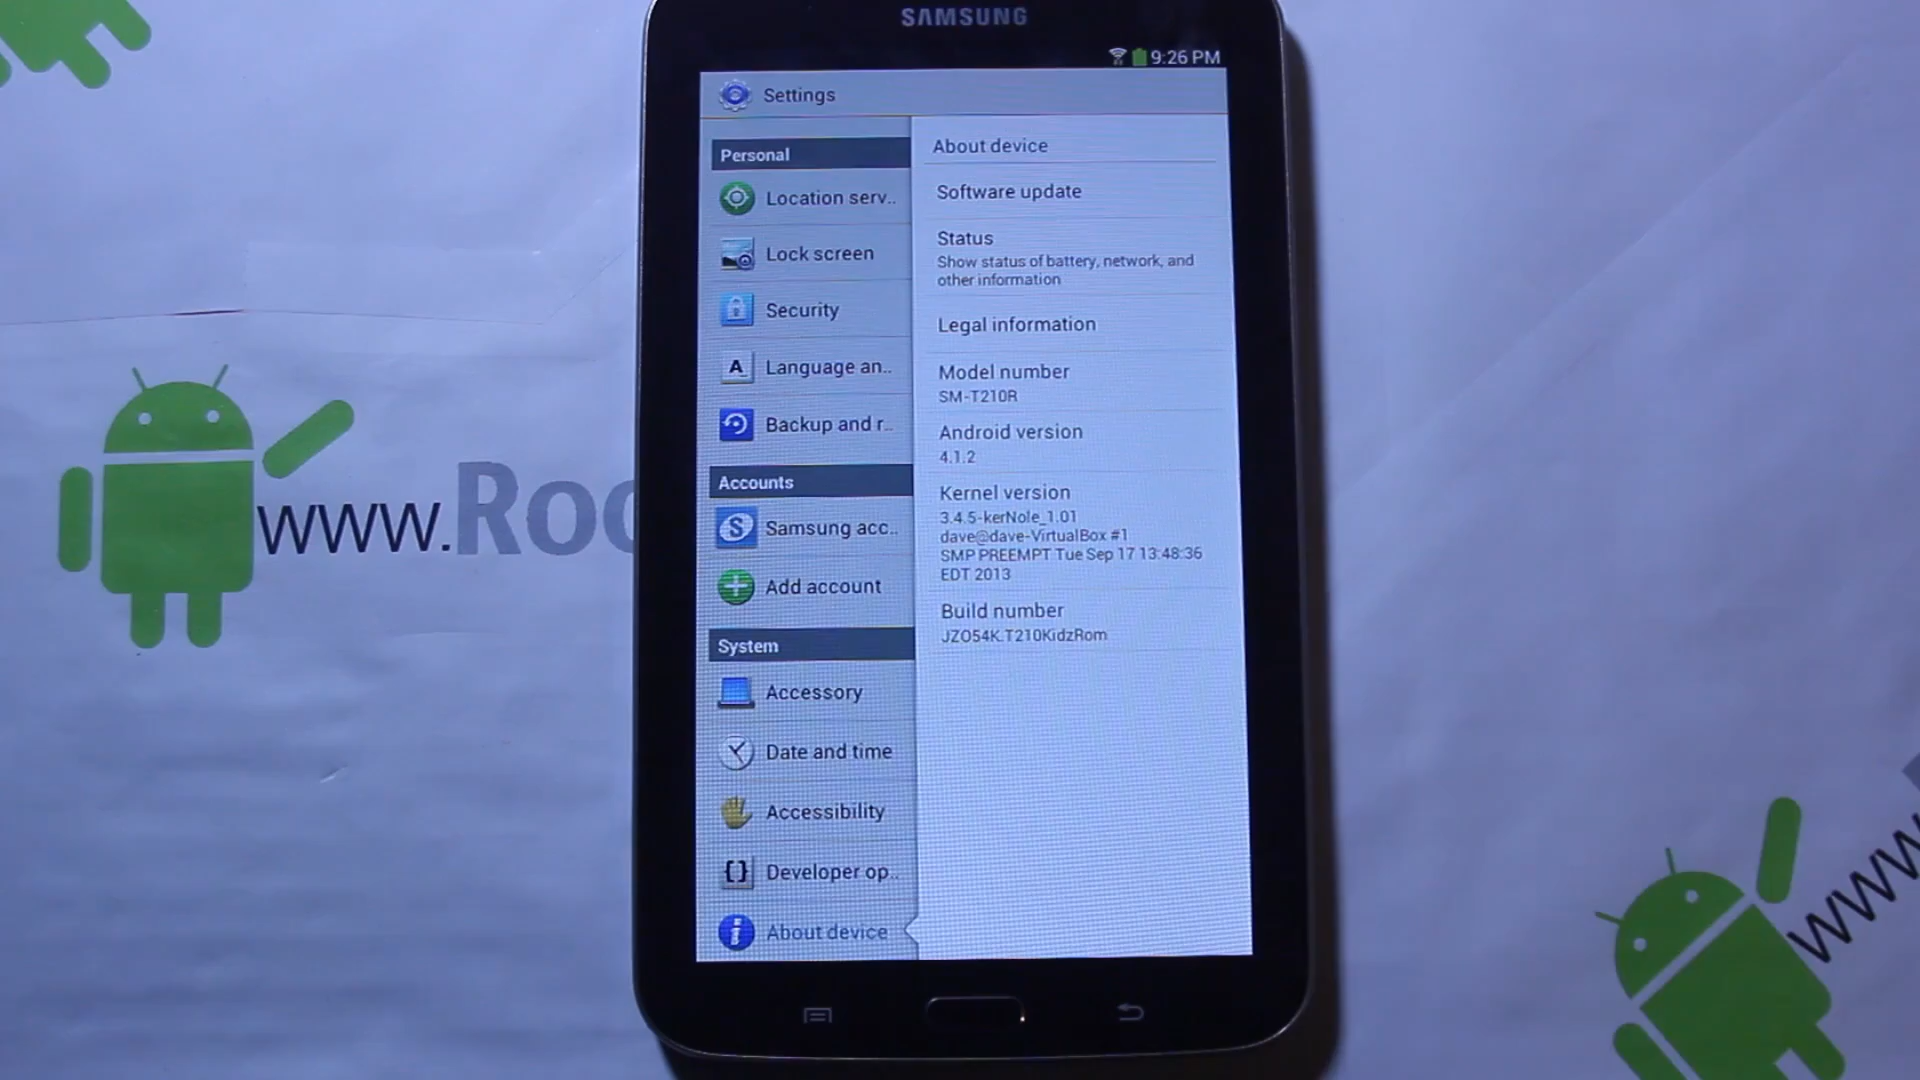 SAMSUNG
9:26 PM
Settings
Personal
Location serv..
Lock screen
Security
Language an..
Backup and r..
Accounts
Samsung acc..
Add account
System
Accessory
Date and time
Accessibility
Developer op..
About device
About device
Software update
Status
Show status of battery, network, and
other information
Legal information
Model number
SM-T210R
Android version
4.1.2
Kernel version
3.4.5-kerNole_1.01
dave@dave-VirtualBox #1
SMP PREEMPT Tue Sep 17 13:48:36
EDT 2013
Build number
JZO54K.T210KidzRom
www.Roo
www